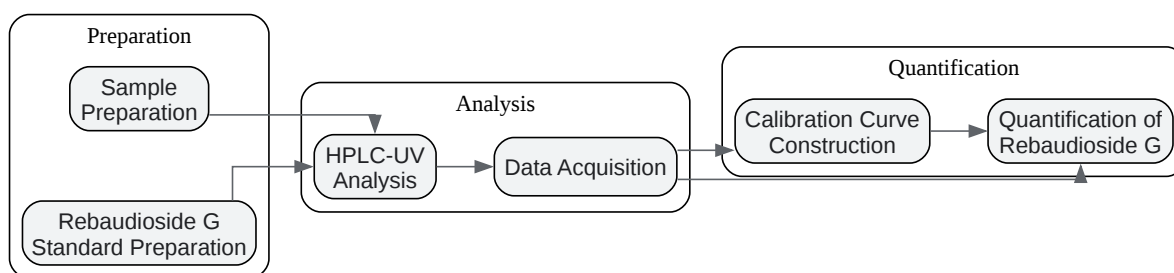 Preparation
Sample
Preparation
Rebaudioside G
Standard Preparation
Analysis
HPLC-UV
Analysis
Data Acquisition
Quantification
Calibration Curve
Construction
Quantification of
Rebaudioside G